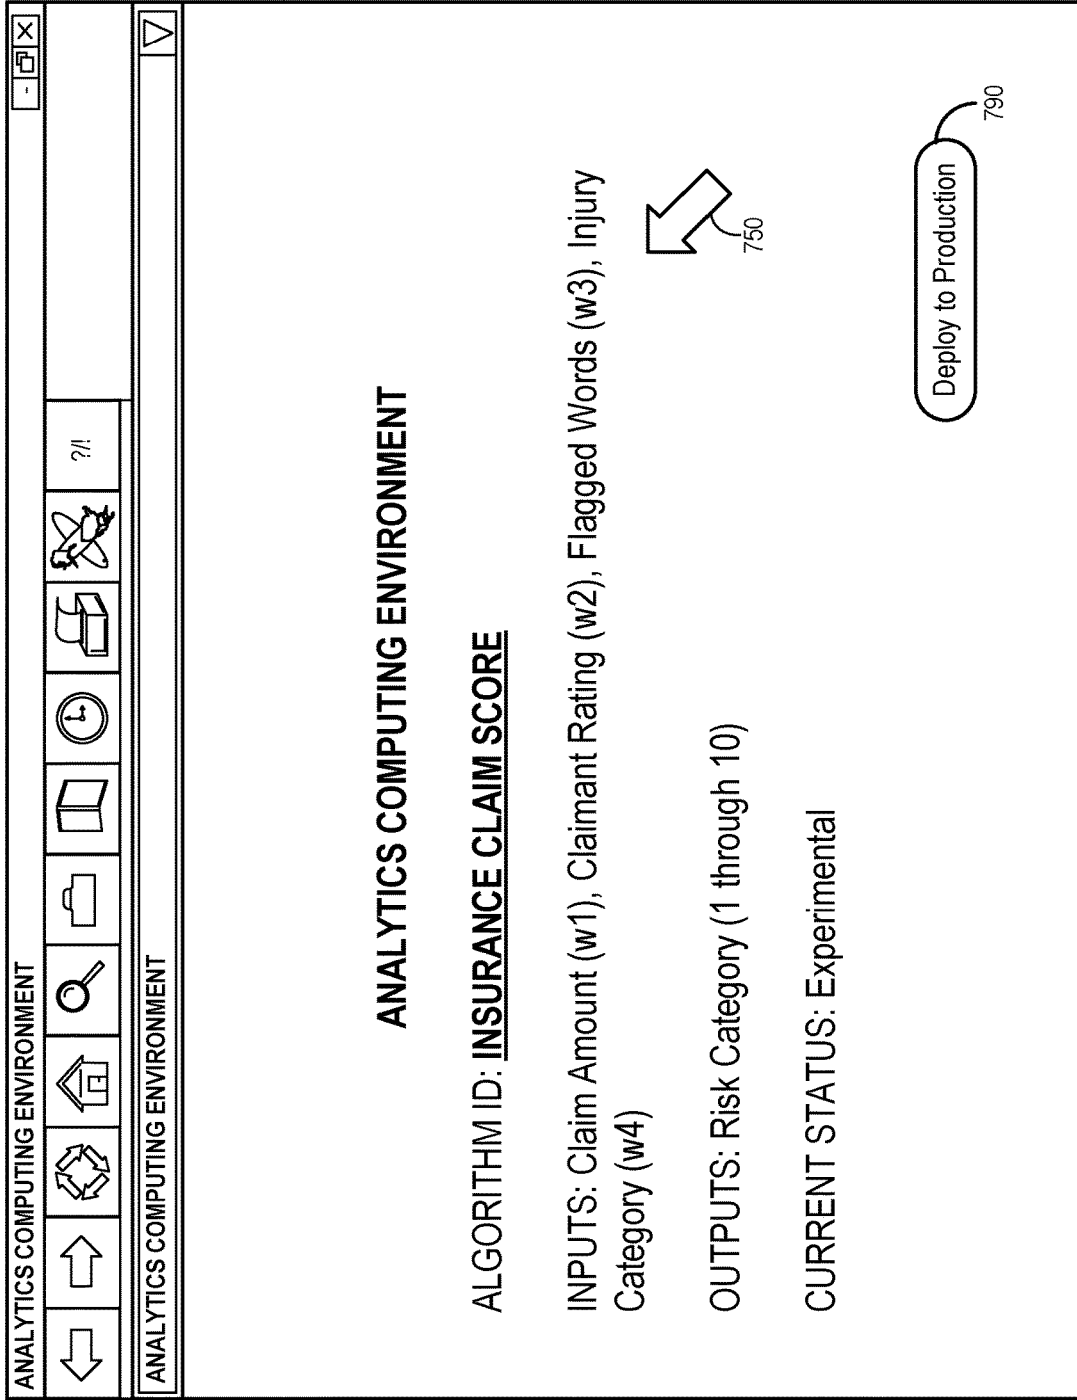 ANALYTICS COMPUTING ENVIRONMENT
?/!
ANALYTICS COMPUTING ENVIRONMENT
ANALYTICS COMPUTING ENVIRONMENT
ALGORITHM ID: INSURANCE CLAIM SCORE
INPUTS: Claim Amount (w1), Claimant Rating (w2), Flagged Words (w3), Injury
Category (w4)
750
OUTPUTS: Risk Category (1 through 10)
CURRENT STATUS: Experimental
Deploy to Production
790